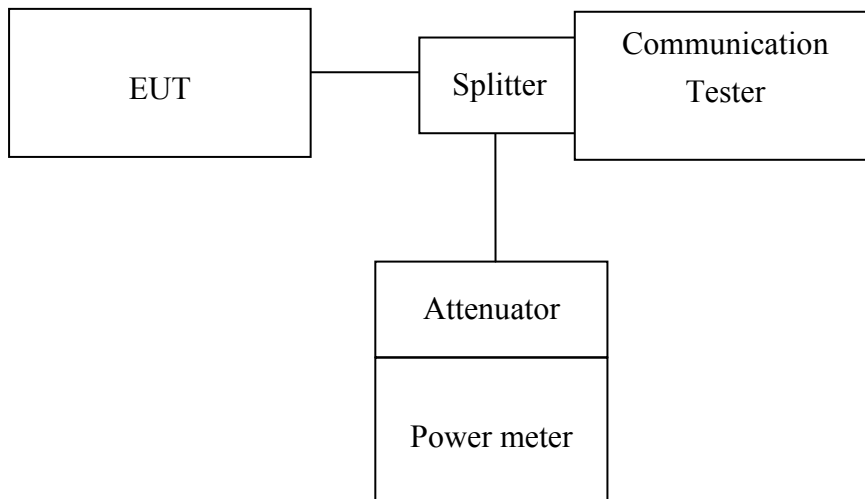 EUT
Splitter
Communication
Tester
Attenuator
Power meter